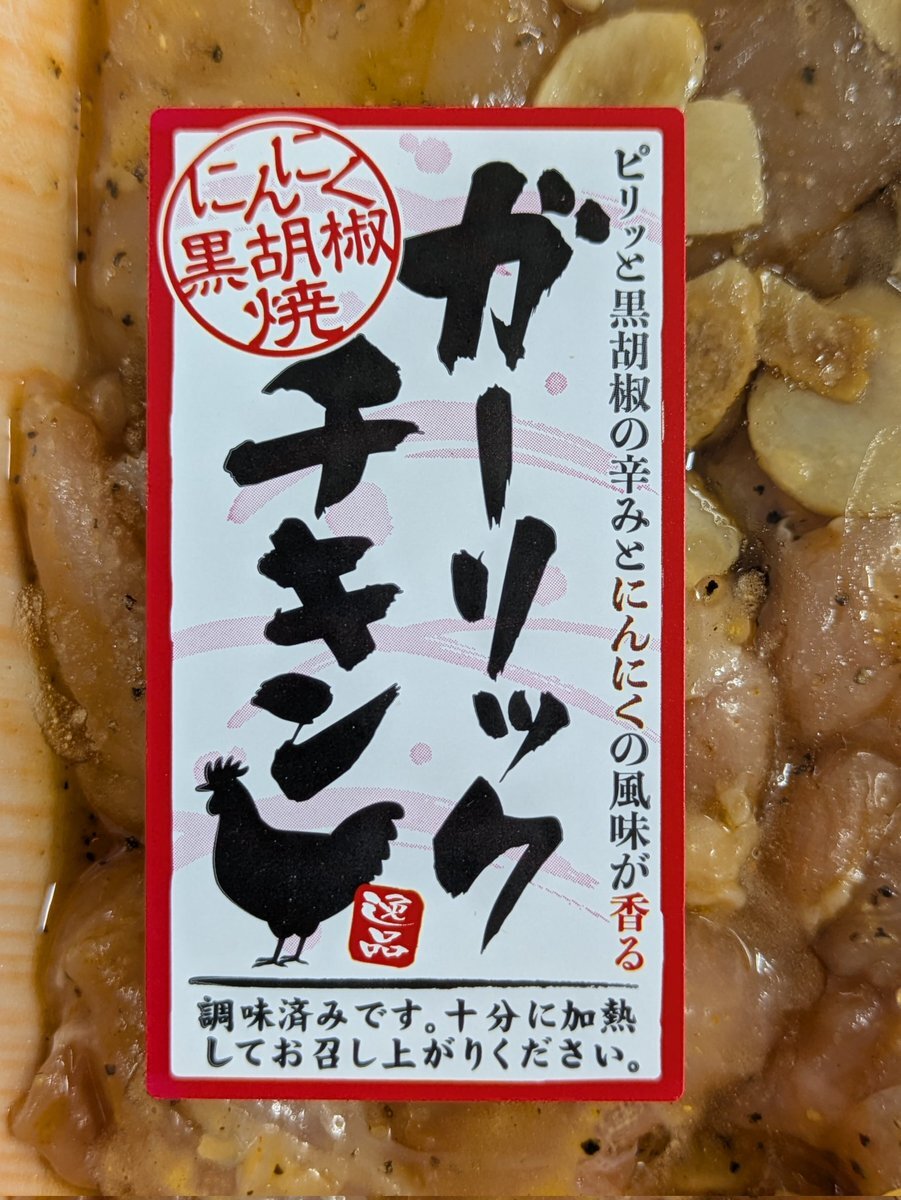 にんにく
黒胡椒
焼
ピリッと黒胡椒の辛みとにんにくの風味が香る
ガーリック
チキン
逸品
調味済みです。十分に加熱
してお召し上がりください。